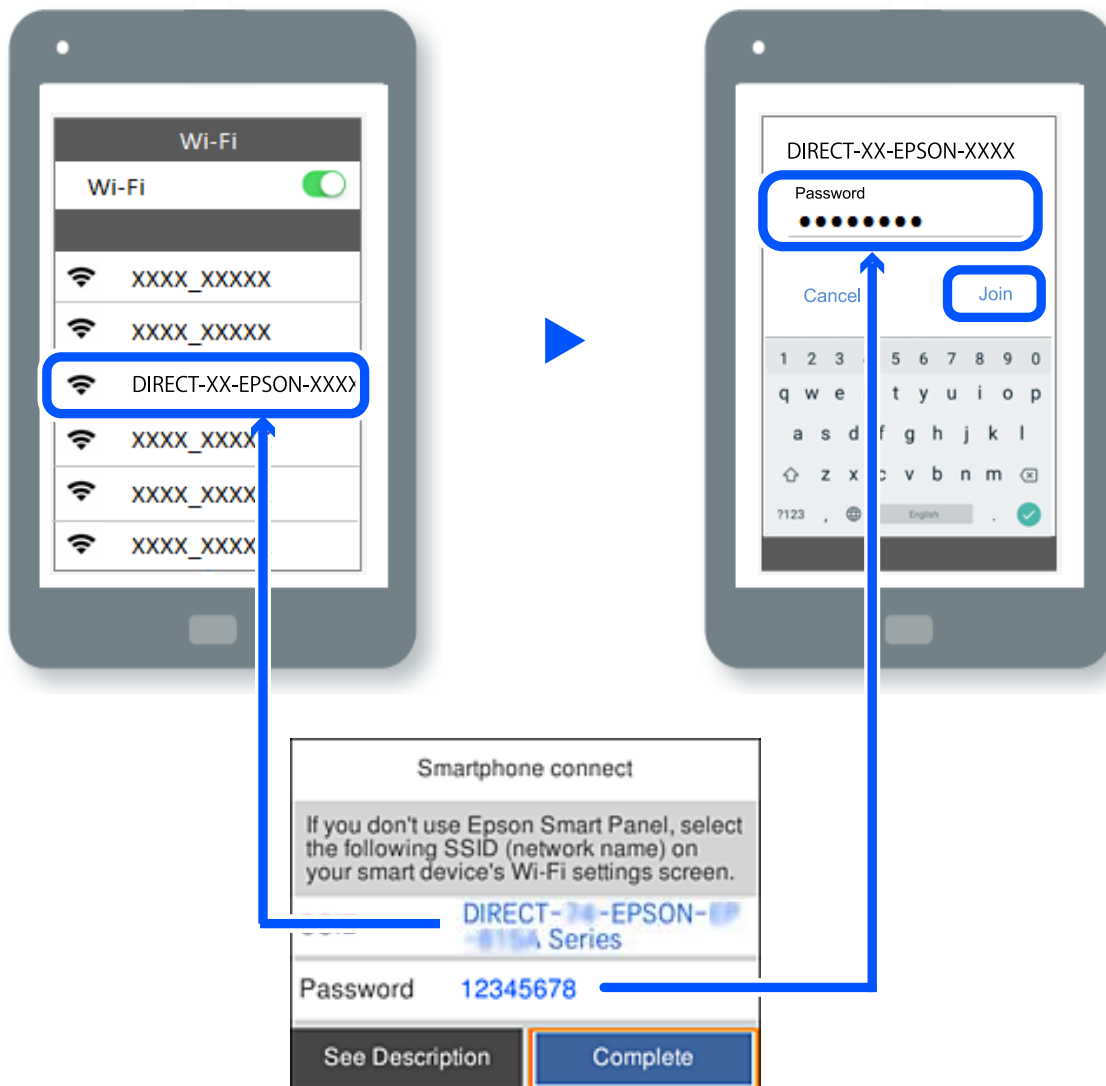 Wi-Fi
Wi-Fi
XXXX_XXXXX
XXXX_XXXXX
DIRECT-XX-EPSON-XXXX
XXXX_XXXX
XXXX_XXXX
XXXX_XXXX
DIRECT-XX-EPSON-XXXX
Password
●●●●●●●●
Cancel
Join
1 2 3 5 6 7 8 9 0
q w e t y u i o p
a s d f g h j k l
z x c v b n m
?123 , English .
Smartphone connect
If you don't use Epson Smart Panel, select
the following SSID (network name) on
your smart device's Wi-Fi settings screen.
DIRECT- -EPSON-
Series
Password 12345678
See Description
Complete